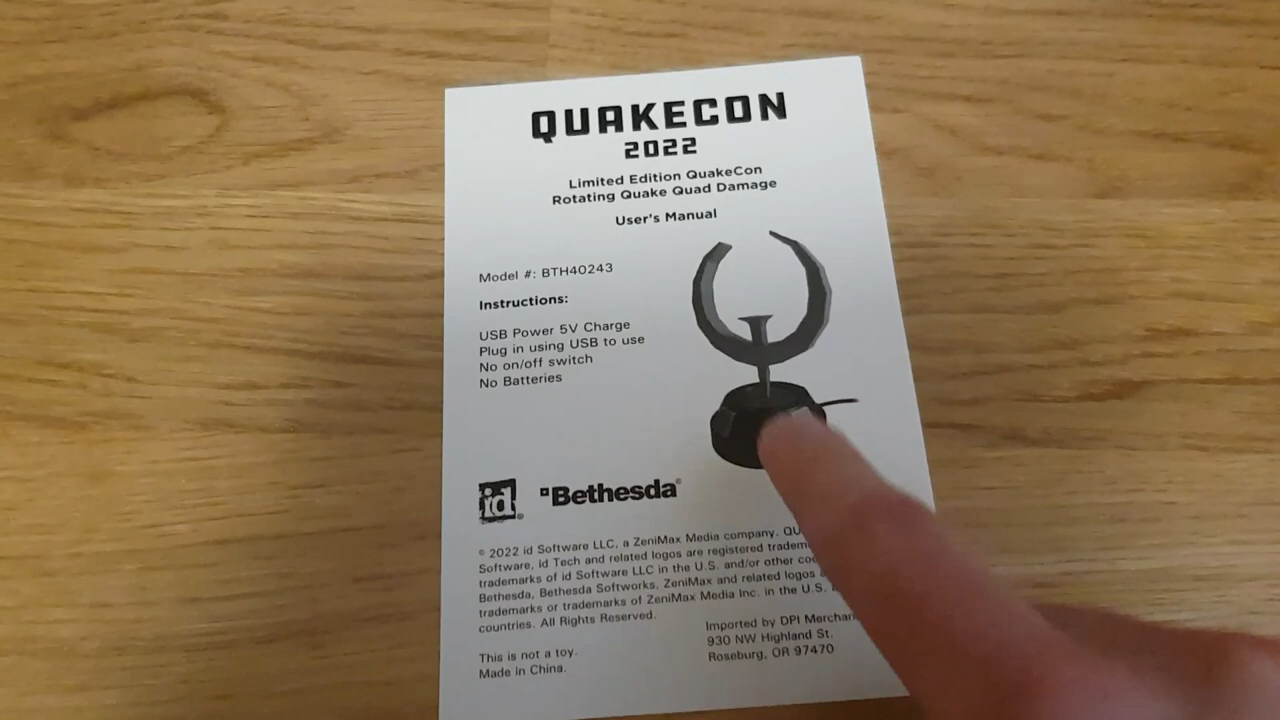 QUAKECON
2022
Limited Edition QuakeCon
Rotating Quake Quad Damage
User's Manual
Model #: BTH40243
Instructions:
USB Power 5V Charge
Plug in using USB to use
No on/off switch
No Batteries
id®
Bethesda®
© 2022 id Software LLC, a ZeniMax Media company.
Software, id Tech and related logos are registered
trademarks of id Software LLC in the U.S. and/or other
Bethesda, Bethesda Softworks, ZeniMax and related logos
trademarks or trademarks of ZeniMax Media Inc. in the U.S.
countries. All Rights Reserved.
This is not a toy.
Made in China.
Imported by DPI
930 NW Highland St.
Roseburg, OR 97470